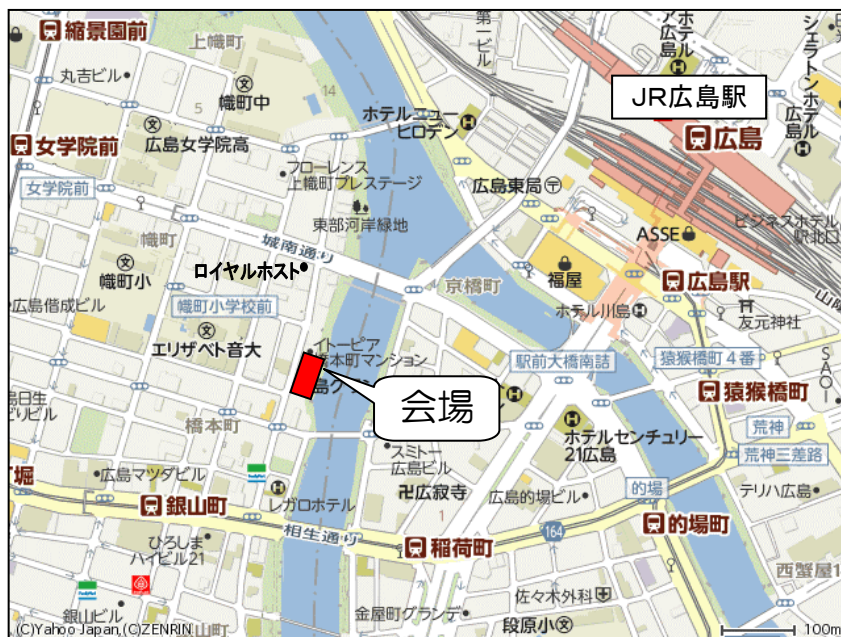 縮景園前
上幟町
第一ビル
ホテル
広島
シェラトンホテル
広島
丸吉ビル
幟町中
14
5
ホテルニュー
ヒロデン
JR広島駅
女学院前
広島女学院高
広島
フローレンス
上幟町プレステージ
広島東局
女学院前
東部河岸緑地
ビジネスホテル
駅北口
ASSE
幟町
城南通り
ロイヤルホスト
京橋町
福屋
広島駅
幟町小
広島偕成ビル
幟町小学校前
ホテル川島
友元神社
エリザベト音大
イトーピア
橋本町マンション
駅前大橋南詰
猿猴橋町4番
会場
猿猴橋町
橋本町
ホテルセンチュリー
21広島
荒神
荒神三差路
スミトー
広島ビル
広島マツダビル
卍広寂寺
広島的場ビル
的場
テリハ広島
銀山町
レガロホテル
相生通り
稲荷町
164
的場町
ひろしま
ハイビル21
1
西蟹屋1
佐々木外科
銀山ビル
金屋町グランデ
段原小
(C)Yahoo Japan,(C)ZENRIN
100m